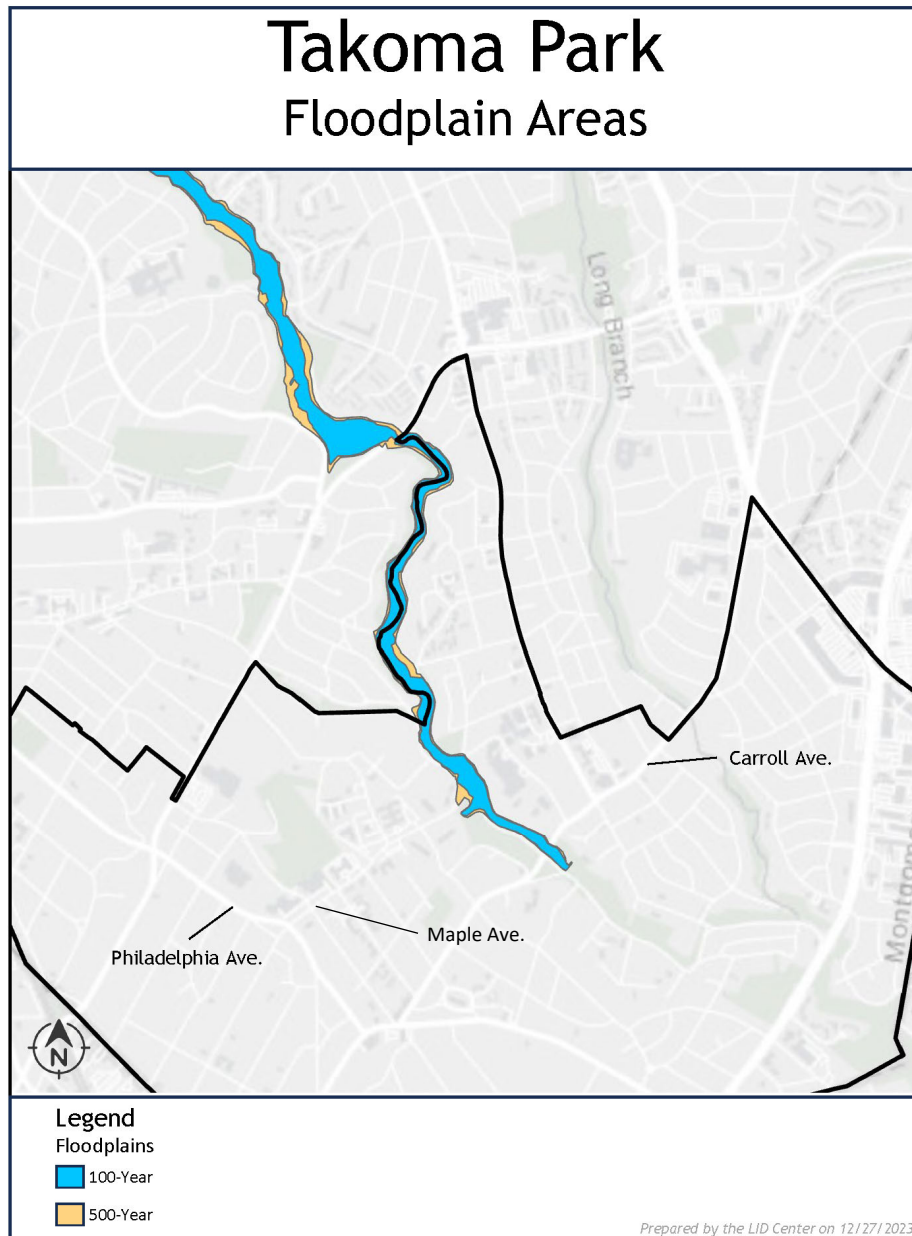 Takoma Park
Floodplain Areas
Long Branch
Carroll Ave.
Maple Ave.
Philadelphia Ave.
N
Legend
Floodplains
100-Year
500-Year
Prepared by the LID Center on 12/27/2023